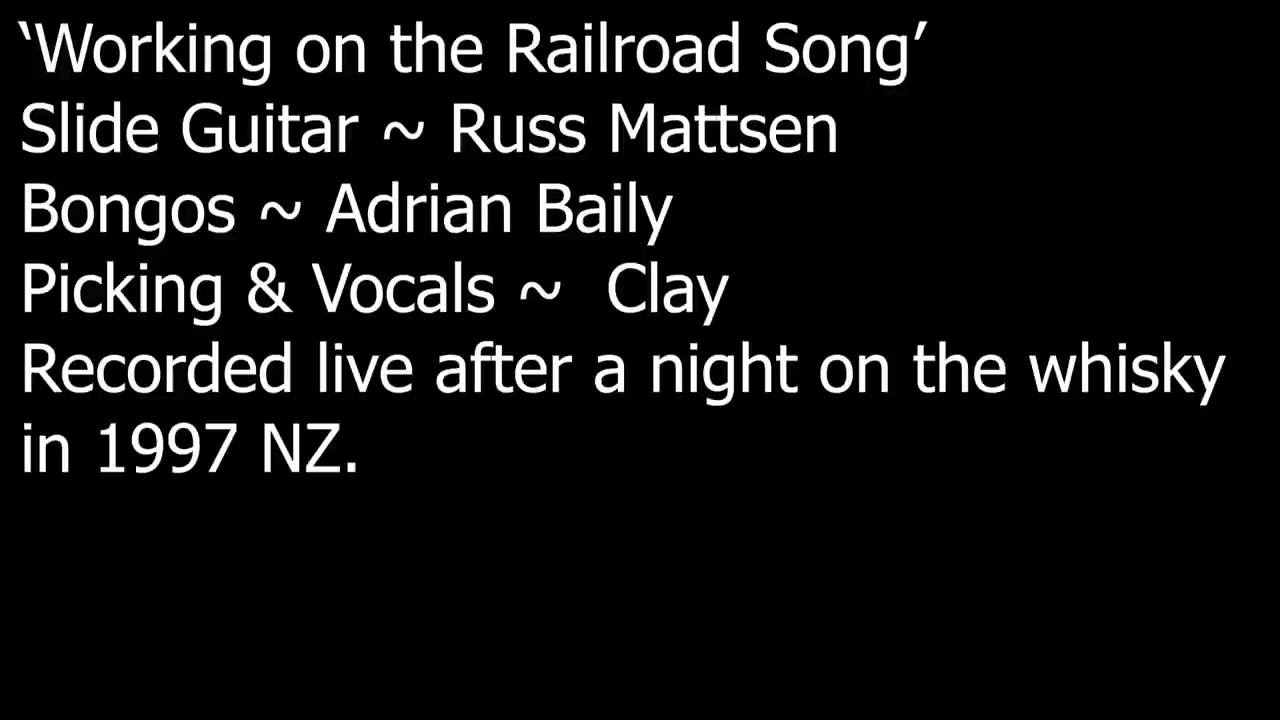 ‘Working on the Railroad Song’
Slide Guitar ~ Russ Mattsen
Bongos ~ Adrian Baily
Picking & Vocals ~  Clay
Recorded live after a night on the whisky
in 1997 NZ.